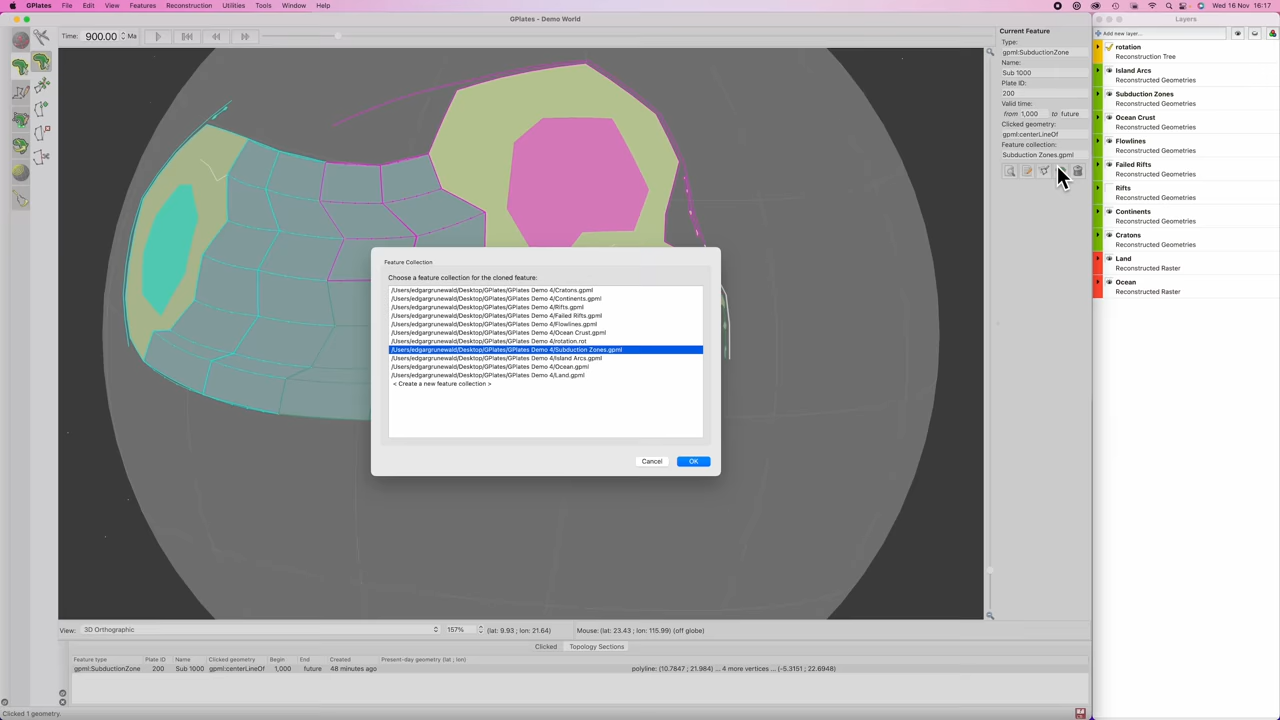 GPlates File Edit View Features Reconstruction Utilities Tools Window Help
Wed 16 Nov 16:17
GPlates - Demo World
Layers
Time: 900.00 Ma
Add new layer...
Current Feature
Type:
gpml:SubductionZone
Name:
Sub 1000
Plate ID:
200
Valid time:
from 1,000 to future
Clicked geometry:
gpml:centerLineOf
Feature collection:
Subduction Zones.gpml
rotation
Reconstruction Tree
Island Arcs
Reconstructed Geometries
Subduction Zones
Reconstructed Geometries
Ocean Crust
Reconstructed Geometries
Flowlines
Reconstructed Geometries
Failed Rifts
Reconstructed Geometries
Rifts
Reconstructed Geometries
Continents
Reconstructed Geometries
Cratons
Reconstructed Geometries
Land
Reconstructed Raster
Ocean
Reconstructed Raster
Feature Collection
Choose a feature collection for the cloned feature:
/Users/edgargrunewald/Desktop/GPlates/GPlates Demo 4/Cratons.gpml
/Users/edgargrunewald/Desktop/GPlates/GPlates Demo 4/Continents.gpml
/Users/edgargrunewald/Desktop/GPlates/GPlates Demo 4/Rifts.gpml
/Users/edgargrunewald/Desktop/GPlates/GPlates Demo 4/Failed Rifts.gpml
/Users/edgargrunewald/Desktop/GPlates/GPlates Demo 4/Flowlines.gpml
/Users/edgargrunewald/Desktop/GPlates/GPlates Demo 4/Ocean Crust.gpml
/Users/edgargrunewald/Desktop/GPlates/GPlates Demo 4/rotation.rot
/Users/edgargrunewald/Desktop/GPlates/GPlates Demo 4/Subduction Zones.gpml
/Users/edgargrunewald/Desktop/GPlates/GPlates Demo 4/Island Arcs.gpml
/Users/edgargrunewald/Desktop/GPlates/GPlates Demo 4/Ocean.gpml
/Users/edgargrunewald/Desktop/GPlates/GPlates Demo 4/Land.gpml
< Create a new feature collection >
Cancel OK
View: 3D Orthographic 157% (lat: 9.93 ; lon: 21.64) Mouse: (lat: 23.43 ; lon: 115.99) (off globe)
Clicked Topology Sections
Feature type Plate ID Name Clicked geometry Begin End Created Present-day geometry (lat ; lon)
gpml:SubductionZone 200 Sub 1000 gpml:centerLineOf 1,000 future 48 minutes ago polyline: (10.7847 ; 21.984) ... 4 more vertices ... (-5.3151 ; 22.6948)
Clicked 1 geometry.